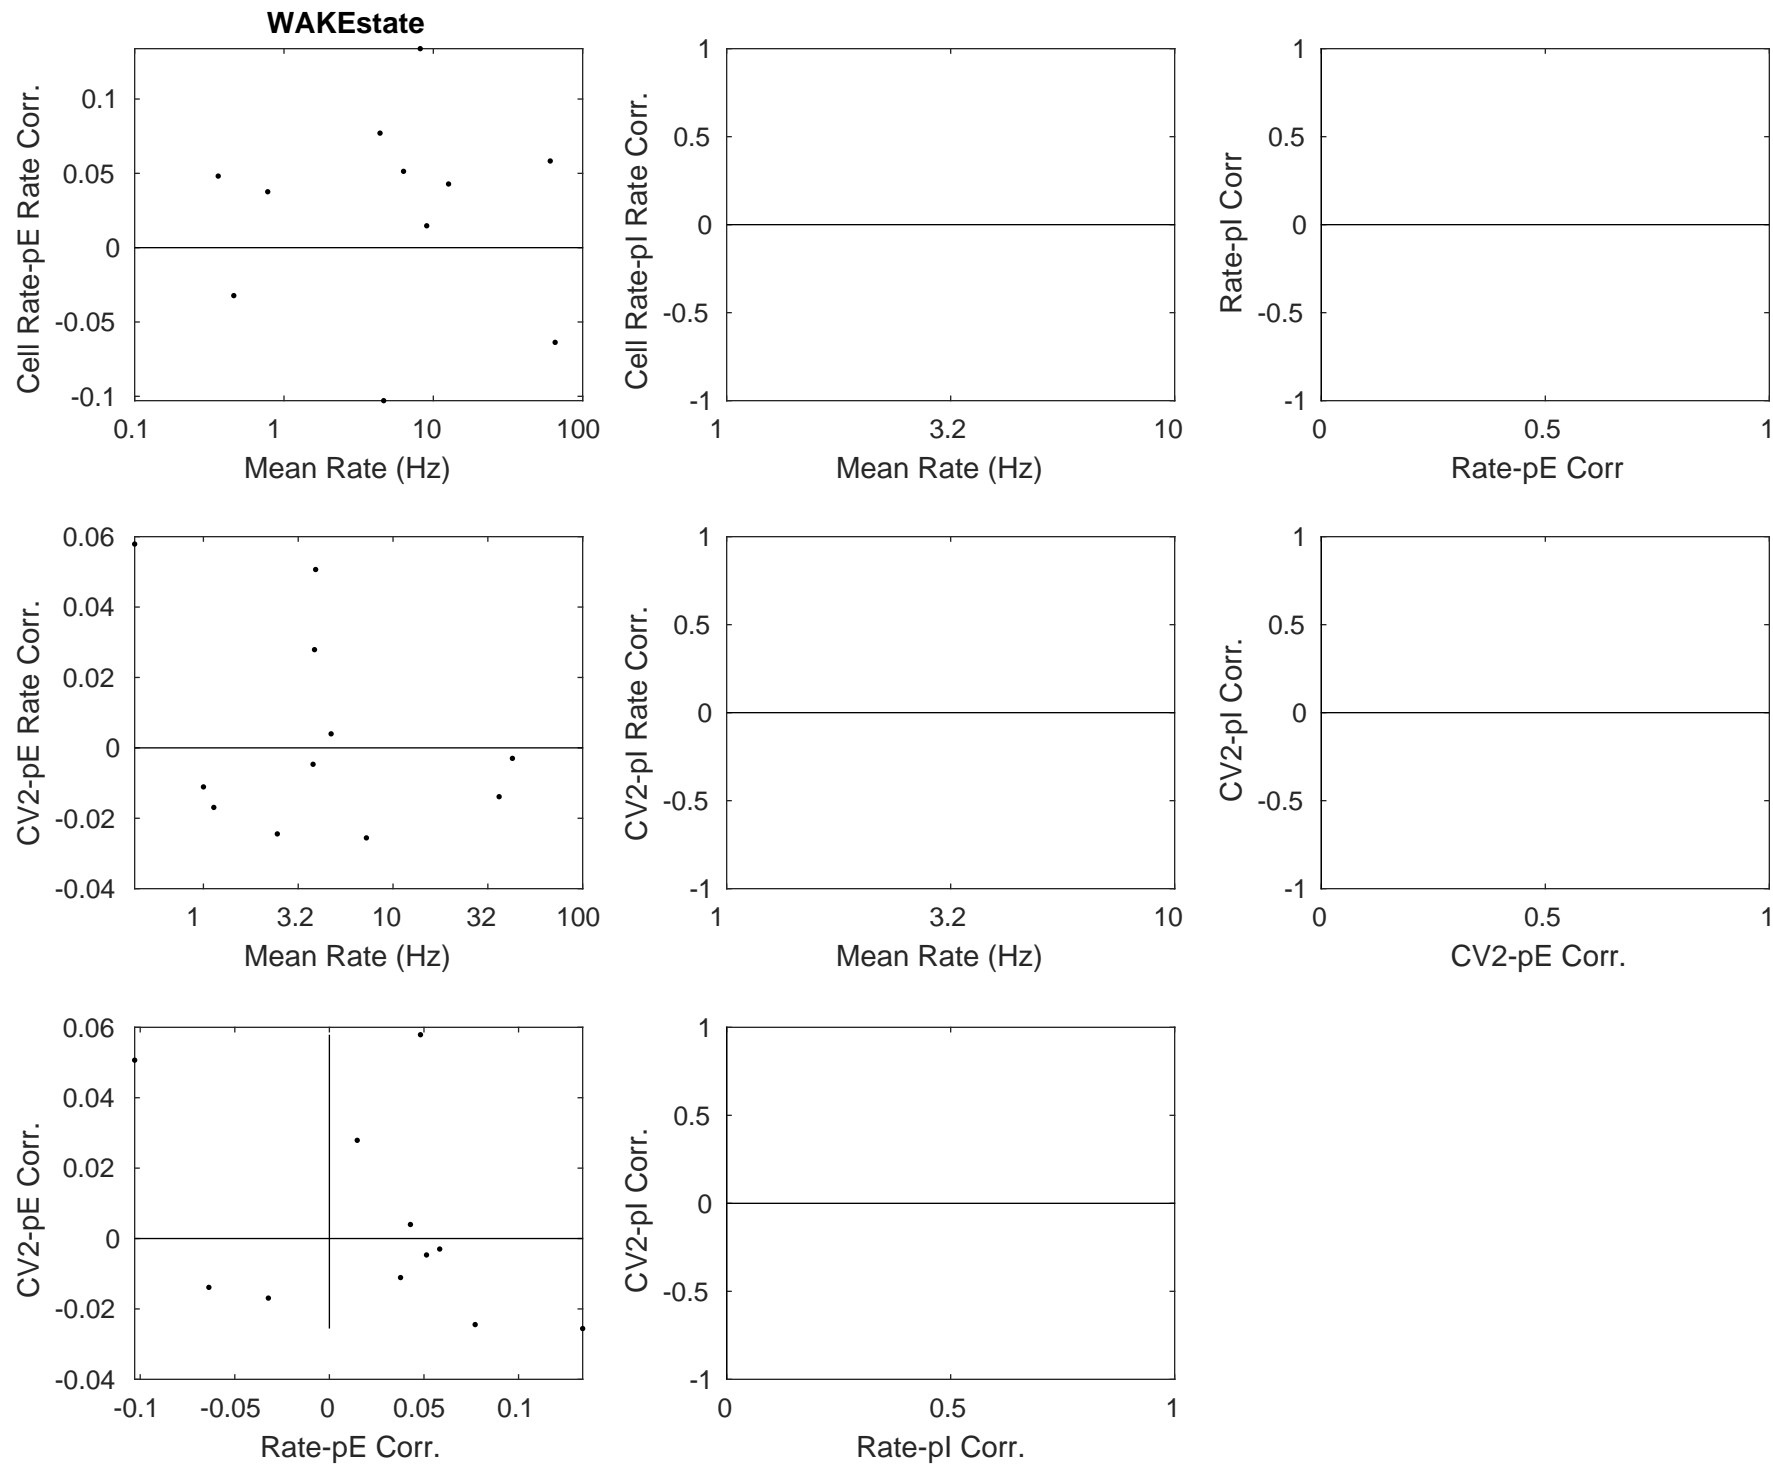 WAKEstate
Cell Rate-pE Rate Corr.
0.1
0.05
0
-0.05
-0.1
0.1 1 10 100
Mean Rate (Hz)
Cell Rate-pI Rate Corr.
1
0.5
0
-0.5
-1
1 3.2 10
Mean Rate (Hz)
Rate-pI Corr
1
0.5
0
-0.5
-1
0 0.5 1
Rate-pE Corr
CV2-pE Rate Corr.
0.06
0.04
0.02
0
-0.02
-0.04
1 3.2 10 32 100
Mean Rate (Hz)
CV2-pI Rate Corr.
1
0.5
0
-0.5
-1
1 3.2 10
Mean Rate (Hz)
CV2-pI Corr.
1
0.5
0
-0.5
-1
0 0.5 1
CV2-pE Corr.
CV2-pE Corr.
0.06
0.04
0.02
0
-0.02
-0.04
-0.1 -0.05 0 0.05 0.1
Rate-pE Corr.
CV2-pI Corr.
1
0.5
0
-0.5
-1
0 0.5 1
Rate-pI Corr.